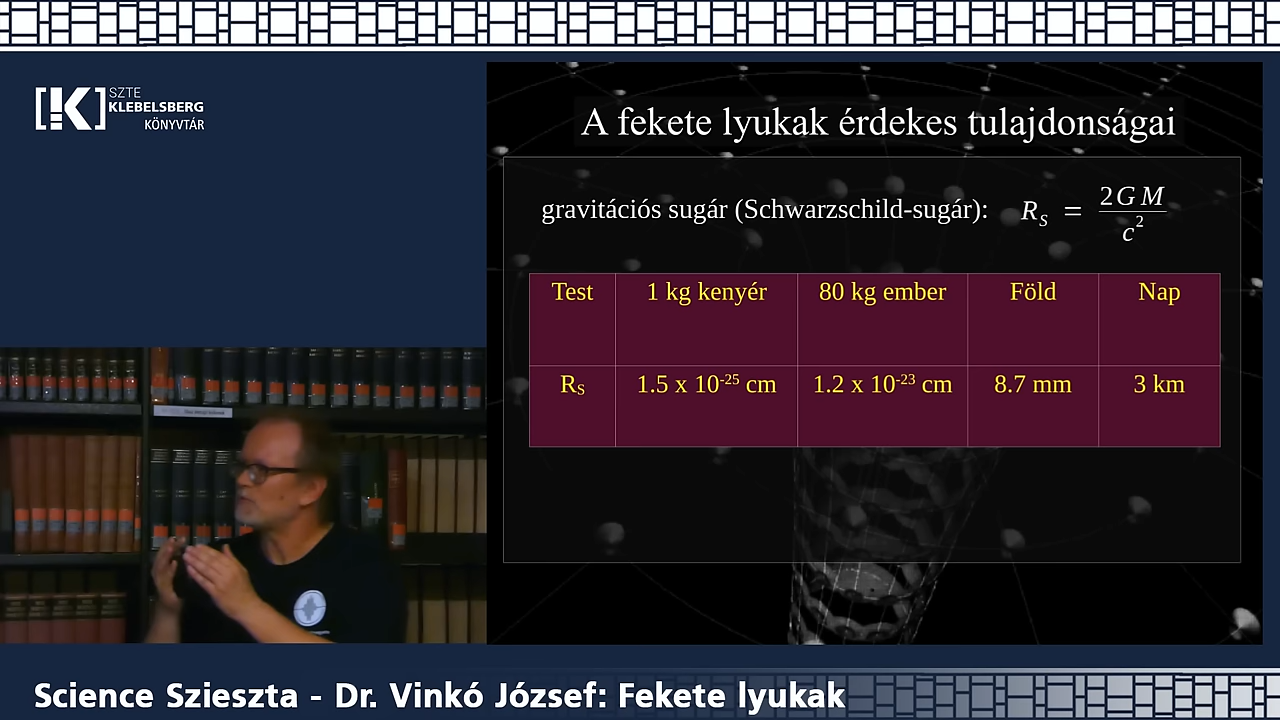 SZTE
KLEBELSBERG
KÖNYVTÁR
A fekete lyukak érdekes tulajdonságai
gravitációs sugár (Schwarzschild-sugár): R_S = 2GM/c²
Test 1 kg kenyér 80 kg ember Föld Nap
R_S 1.5 x 10⁻²⁵ cm 1.2 x 10⁻²³ cm 8.7 mm 3 km
Science Szieszta - Dr. Vinkó József: Fekete lyukak